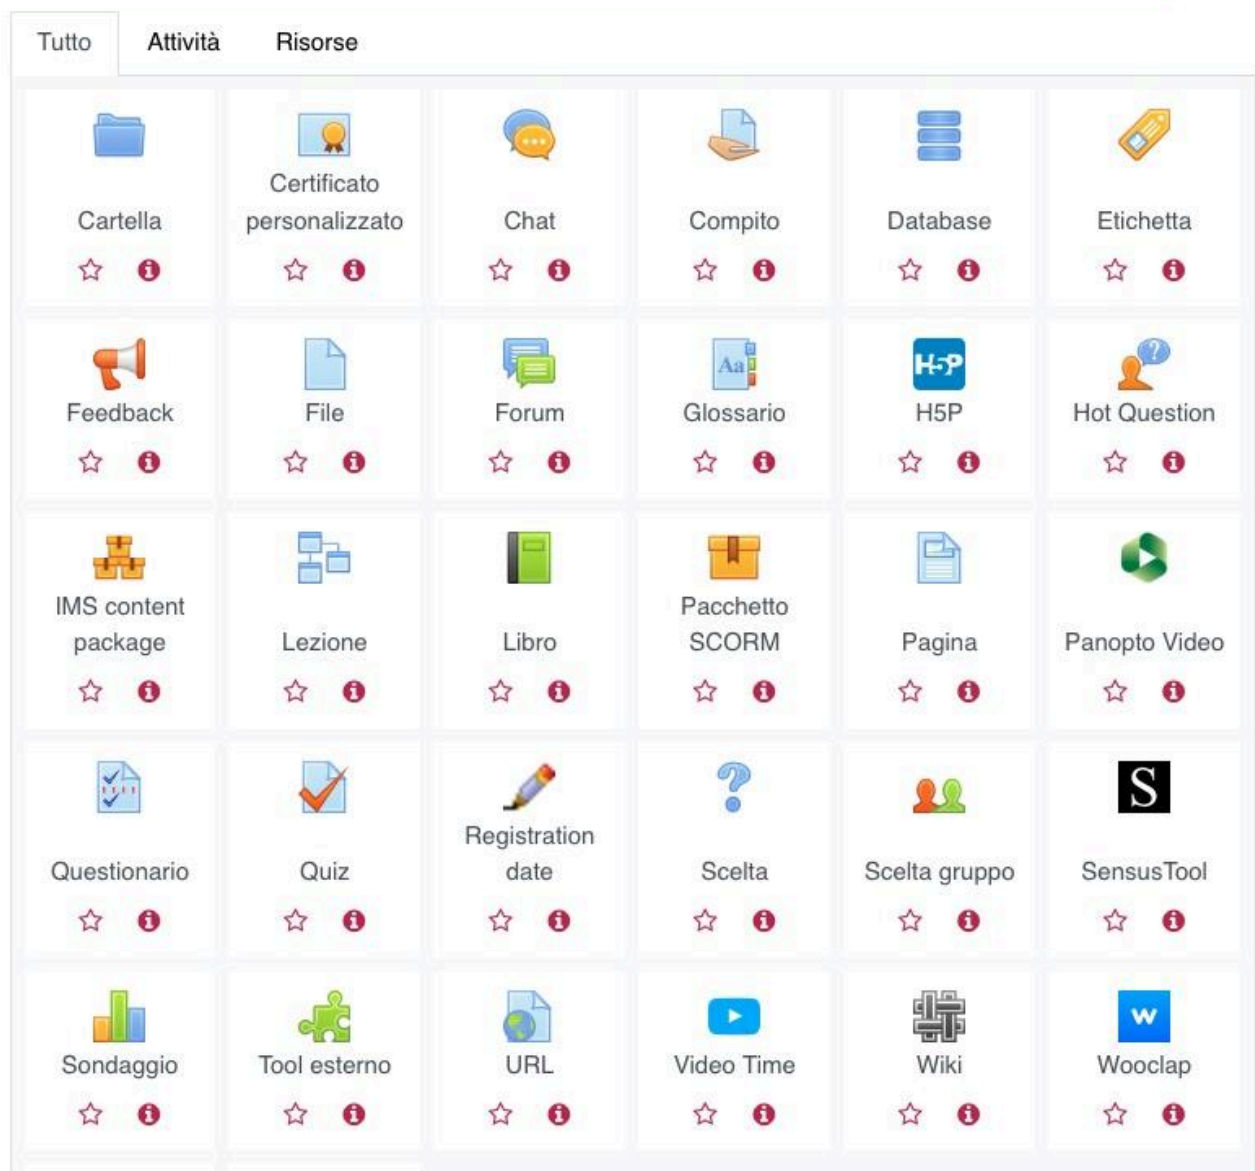 Tutto Attività Risorse
Certificato
Cartella personalizzato Chat Compito Database Etichetta
Aa H5P ?
Feedback File Forum Glossario H5P Hot Question
IMS content Pacchetto
package Lezione Libro SCORM Pagina Panopto Video
? S
Registration
Questionario Quiz date Scelta Scelta gruppo SensusTool
w
Sondaggio Tool esterno URL Video Time Wiki Wooclap